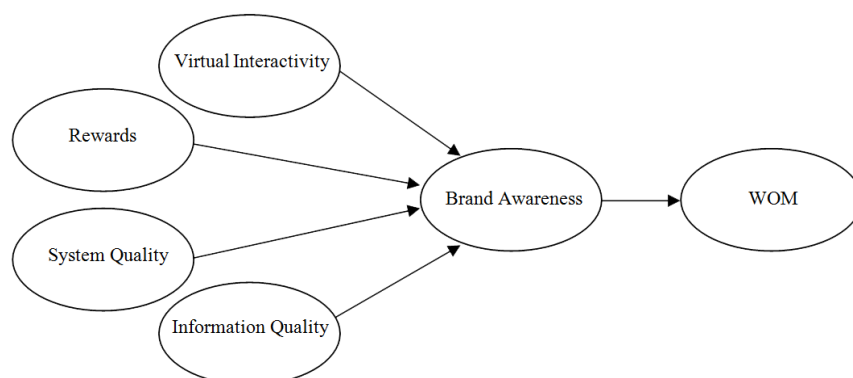 Virtual Interactivity
Rewards
Brand Awareness
WOM
System Quality
Information Quality